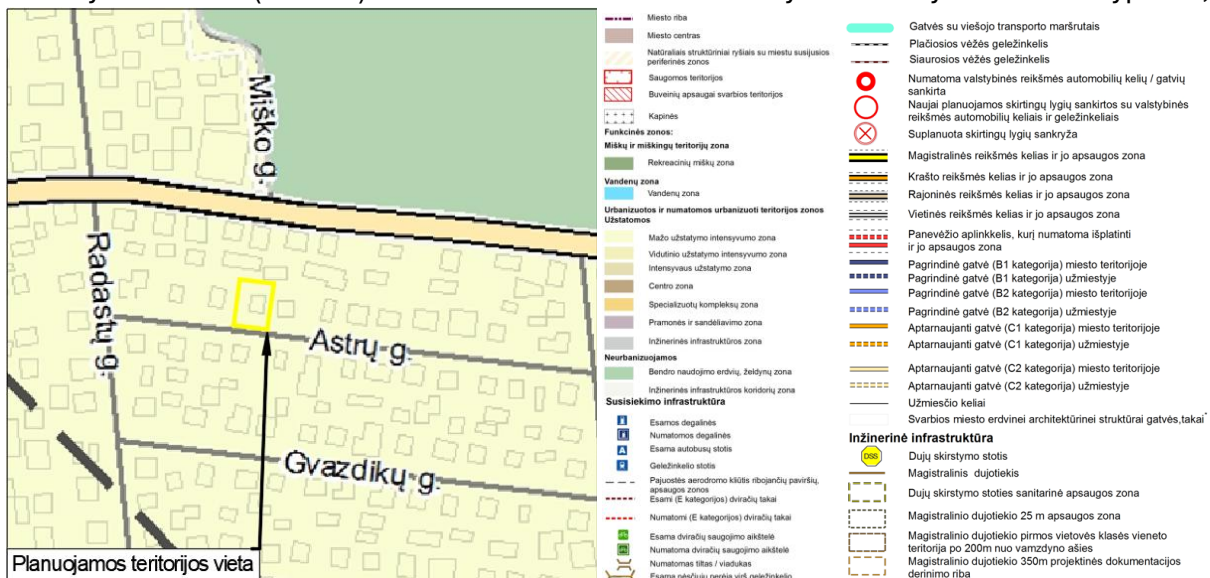 Miško g.
Radastų g.
Astrų g.
Gvazdikų g.
Planuojamos teritorijos vieta
Miesto riba
Miesto centras
Natūraliais struktūriniais ryšiais su miestu susijusios
periferinės zonos
Saugomos teritorijos
Buveinių apsaugai svarbios teritorijos
Kapinės
Funkcinės zonos:
Miškų ir miškingų teritorijų zona
Rekreacinių miškų zona
Vandenų zona
Vandenų zona
Urbanizuotos ir numatomos urbanizuoti teritorijos zonos
Užstatomos
Mažo užstatymo intensyvumo zona
Vidutinio užstatymo intensyvumo zona
Intensyvaus užstatymo zona
Centro zona
Specializuotų kompleksų zona
Pramonės ir sandėliavimo zona
Inžinerinės infrastruktūros zona
Neurbanizuojamos
Bendro naudojimo erdvių, želdynų zona
Inžinerinės infrastruktūros koridorių zona
Susisiekimo infrastruktūra
Esamos degalinės
Numatomos degalinės
Esama autobusų stotis
Geležinkelio stotis
Pajuostės aerodromo kliūtis ribojančių paviršių,
apsaugos zonos
Esami (E kategorijos) dviračių takai
Numatomi (E kategorijos) dviračių takai
Esama dviračių saugojimo aikštelė
Numatoma dviračių saugojimo aikštelė
Numatomas tiltas / viadukas
Esama pėsčiųjų perėja virš geležinkelio
Gatvės su viešojo transporto maršrutais
Plačiosios vėžės geležinkelis
Siaurosios vėžės geležinkelis
Numatoma valstybinės reikšmės automobilių kelių / gatvių
sankirta
Naujai planuojamos skirtingų lygių sankirtos su valstybinės
reikšmės automobilių keliais ir geležinkeliais
Suplanuota skirtingų lygių sankryža
Magistralinės reikšmės kelias ir jo apsaugos zona
Krašto reikšmės kelias ir jo apsaugos zona
Rajoninės reikšmės kelias ir jo apsaugos zona
Vietinės reikšmės kelias ir jo apsaugos zona
Panevėžio aplinkkelis, kurį numatoma išplatinti
ir jo apsaugos zona
Pagrindinė gatvė (B1 kategorija) miesto teritorijoje
Pagrindinė gatvė (B1 kategorija) užmiestyje
Pagrindinė gatvė (B2 kategorija) miesto teritorijoje
Pagrindinė gatvė (B2 kategorija) užmiestyje
Aptarnaujanti gatvė (C1 kategorija) miesto teritorijoje
Aptarnaujanti gatvė (C1 kategorija) užmiestyje
Aptarnaujanti gatvė (C2 kategorija) miesto teritorijoje
Aptarnaujanti gatvė (C2 kategorija) užmiestyje
Užmiesčio keliai
Svarbios miesto erdvinei architektūrinei struktūrai gatvės,takai*
Inžinerinė infrastruktūra
DSS
Dujų skirstymo stotis
Magistralinis dujotiekis
Dujų skirstymo stoties sanitarinė apsaugos zona
Magistralinio dujotiekio 25 m apsaugos zona
Magistralinio dujotiekio pirmos vietovės klasės vieneto
teritorija po 200m nuo vamzdyno ašies
Magistralinio dujotiekio 350m projektinės dokumentacijos
derinimo riba